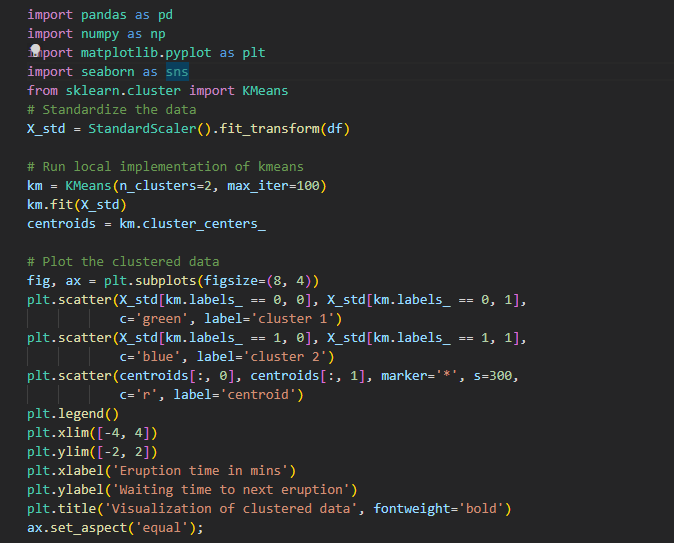 import pandas as pd
import numpy as np
import matplotlib.pyplot as plt
import seaborn as sns
from sklearn.cluster import KMeans
# Standardize the data
X_std = StandardScaler().fit_transform(df)

# Run local implementation of kmeans
km = KMeans(n_clusters=2, max_iter=100)
km.fit(X_std)
centroids = km.cluster_centers_

# Plot the clustered data
fig, ax = plt.subplots(figsize=(8, 4))
plt.scatter(X_std[km.labels_ == 0, 0], X_std[km.labels_ == 0, 1],
            c='green', label='cluster 1')
plt.scatter(X_std[km.labels_ == 1, 0], X_std[km.labels_ == 1, 1],
            c='blue', label='cluster 2')
plt.scatter(centroids[:, 0], centroids[:, 1], marker='*', s=300,
            c='r', label='centroid')
plt.legend()
plt.xlim([-4, 4])
plt.ylim([-2, 2])
plt.xlabel('Eruption time in mins')
plt.ylabel('Waiting time to next eruption')
plt.title('Visualization of clustered data', fontweight='bold')
ax.set_aspect('equal');